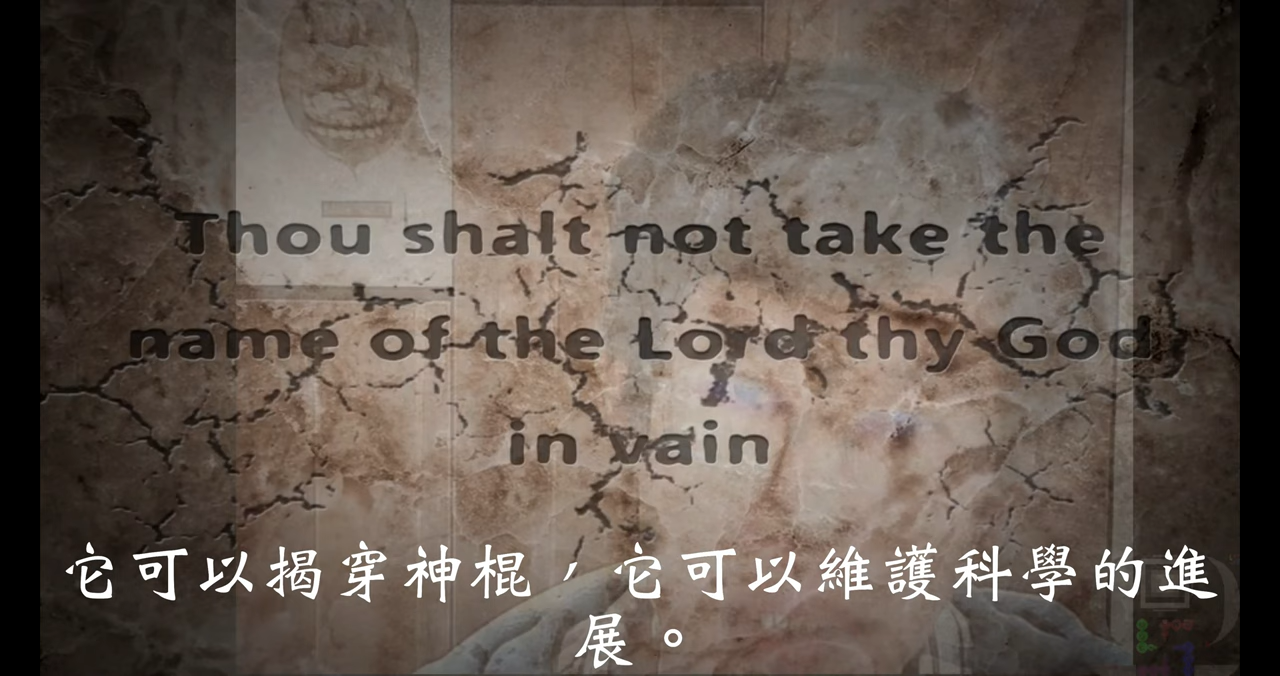 Thou shalt not take the
name of the Lord thy God
in vain
它可以揭穿神棍，它可以維護科學的進
展。